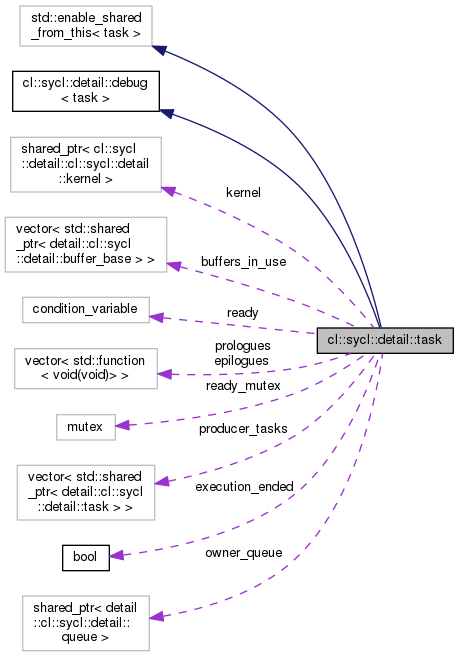 std::enable_shared
_from_this< task >
cl::sycl::detail::debug
< task >
shared_ptr< cl::sycl
::detail::cl::sycl::detail
::kernel >
kernel
vector< std::shared
_ptr< detail::cl::sycl
::detail::buffer_base > >
buffers_in_use
condition_variable
ready
cl::sycl::detail::task
vector< std::function
< void(void)> >
prologues
epilogues
ready_mutex
mutex
producer_tasks
vector< std::shared
_ptr< detail::cl::sycl
::detail::task > >
execution_ended
bool
owner_queue
shared_ptr< detail
::cl::sycl::detail::
queue >